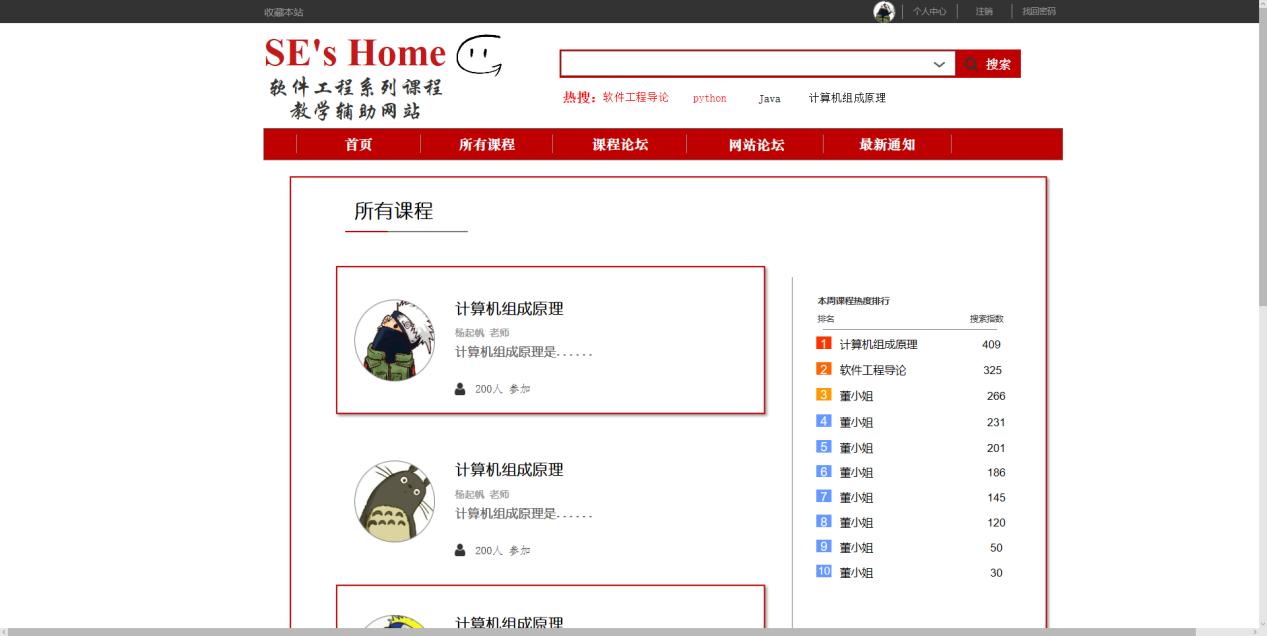 收藏本站 个人中心 注销 找回密码
SE's Home
软件工程系列课程
教学辅助网站
搜索
热搜： 软件工程导论 python Java 计算机组成原理
首页 所有课程 课程论坛 网站论坛 最新通知
所有课程
计算机组成原理
杨起帆 老师
计算机组成原理是......
200人 参加
计算机组成原理
杨起帆 老师
计算机组成原理是......
200人 参加
计算机组成原理
本周课程热度排行
排名 搜索指数
1 计算机组成原理 409
2 软件工程导论 325
3 董小姐 266
4 董小姐 231
5 董小姐 201
6 董小姐 186
7 董小姐 145
8 董小姐 120
9 董小姐 50
10 董小姐 30